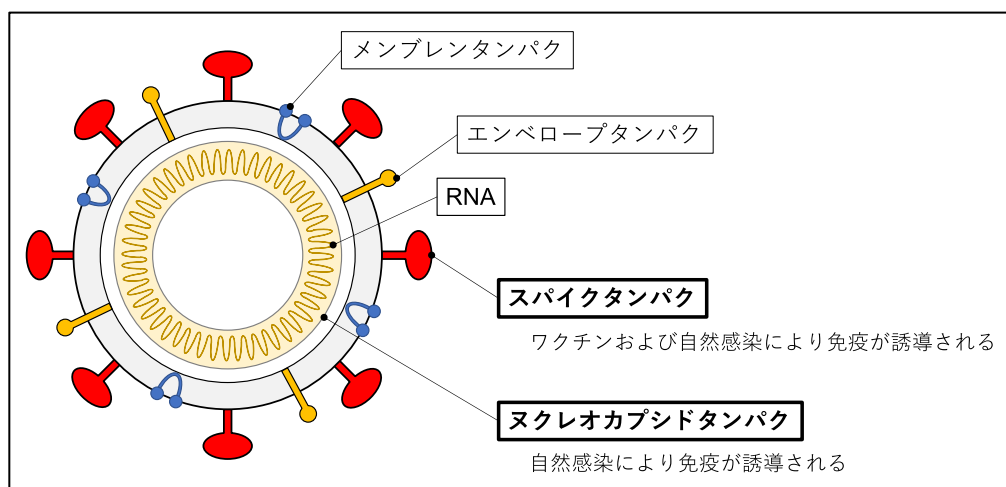 メンブレンタンパク
エンベロープタンパク
RNA
スパイクタンパク
ワクチンおよび自然感染により免疫が誘導される
ヌクレオカプシドタンパク
自然感染により免疫が誘導される